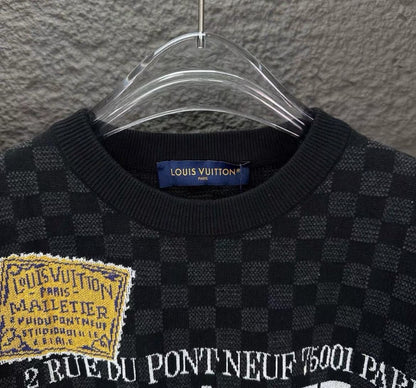 LOUIS VUITTON
PARIS
LOUIS VUITTON
PARIS
MALLETIER
2 RUE DU PONT NEUF 75001 PAR